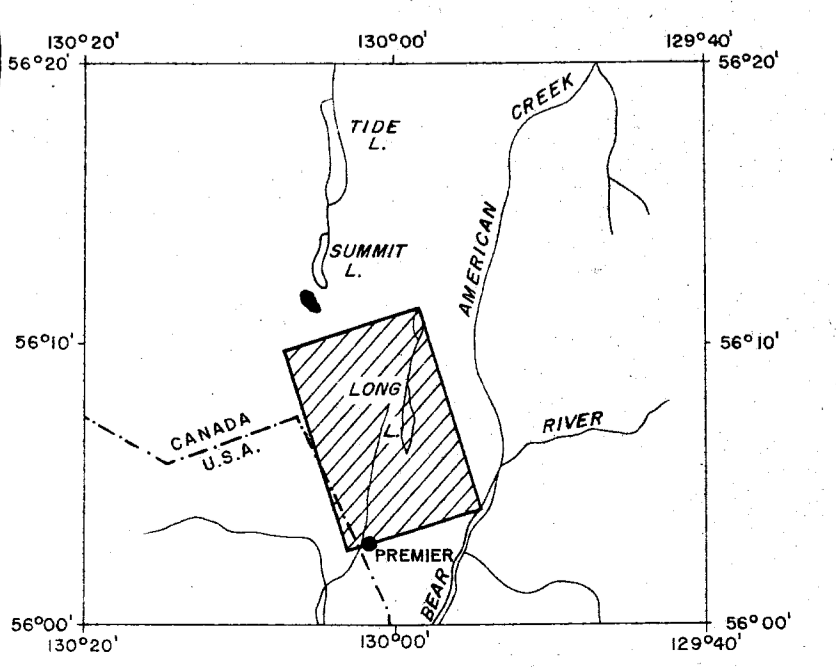 130°20' 130°00' 129°40'
56°20' 56°20'
CREEK
TIDE
L.
AMERICAN
SUMMIT
L.
56°10' 56°10'
LONG
L.
CANADA
U.S.A.
RIVER
PREMIER
BEAR
56°00' 56°00'
130°20' 130°00' 129°40'